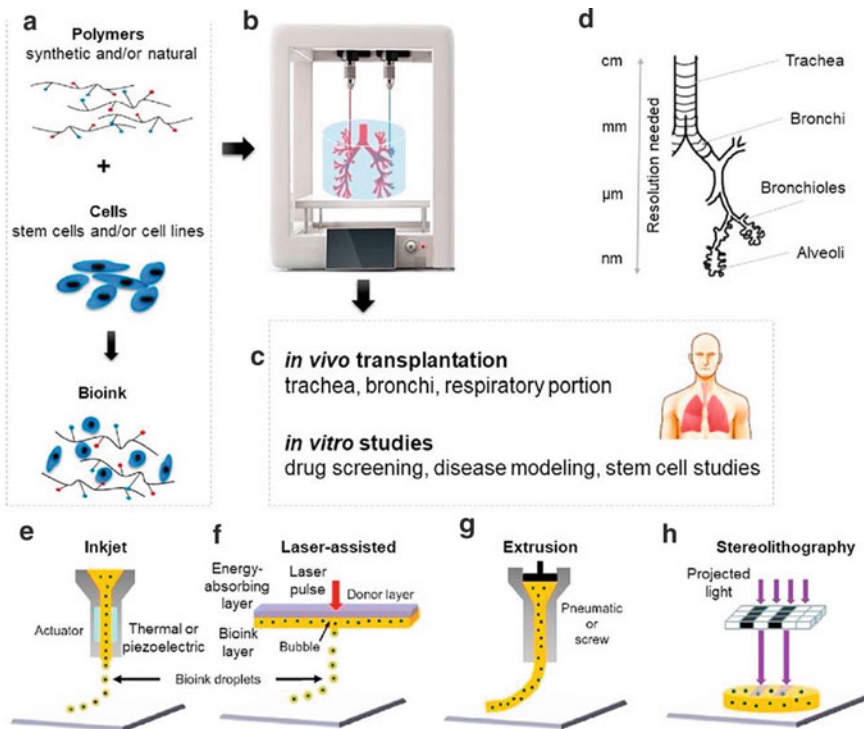 a
Polymers
synthetic and/or natural
+
Cells
stem cells and/or cell lines
Bioink
b
c
in vivo transplantation
trachea, bronchi, respiratory portion
in vitro studies
drug screening, disease modeling, stem cell studies
d
cm
mm
μm
nm
Resolution needed
Trachea
Bronchi
Bronchioles
Alveoli
e
Inkjet
Actuator
Thermal or
piezoelectric
Bioink droplets
f
Laser-assisted
Energy-
absorbing
layer
Laser
pulse
Donor layer
Bioink
layer
Bubble
g
Extrusion
Pneumatic
or
screw
h
Stereolithography
Projected
light